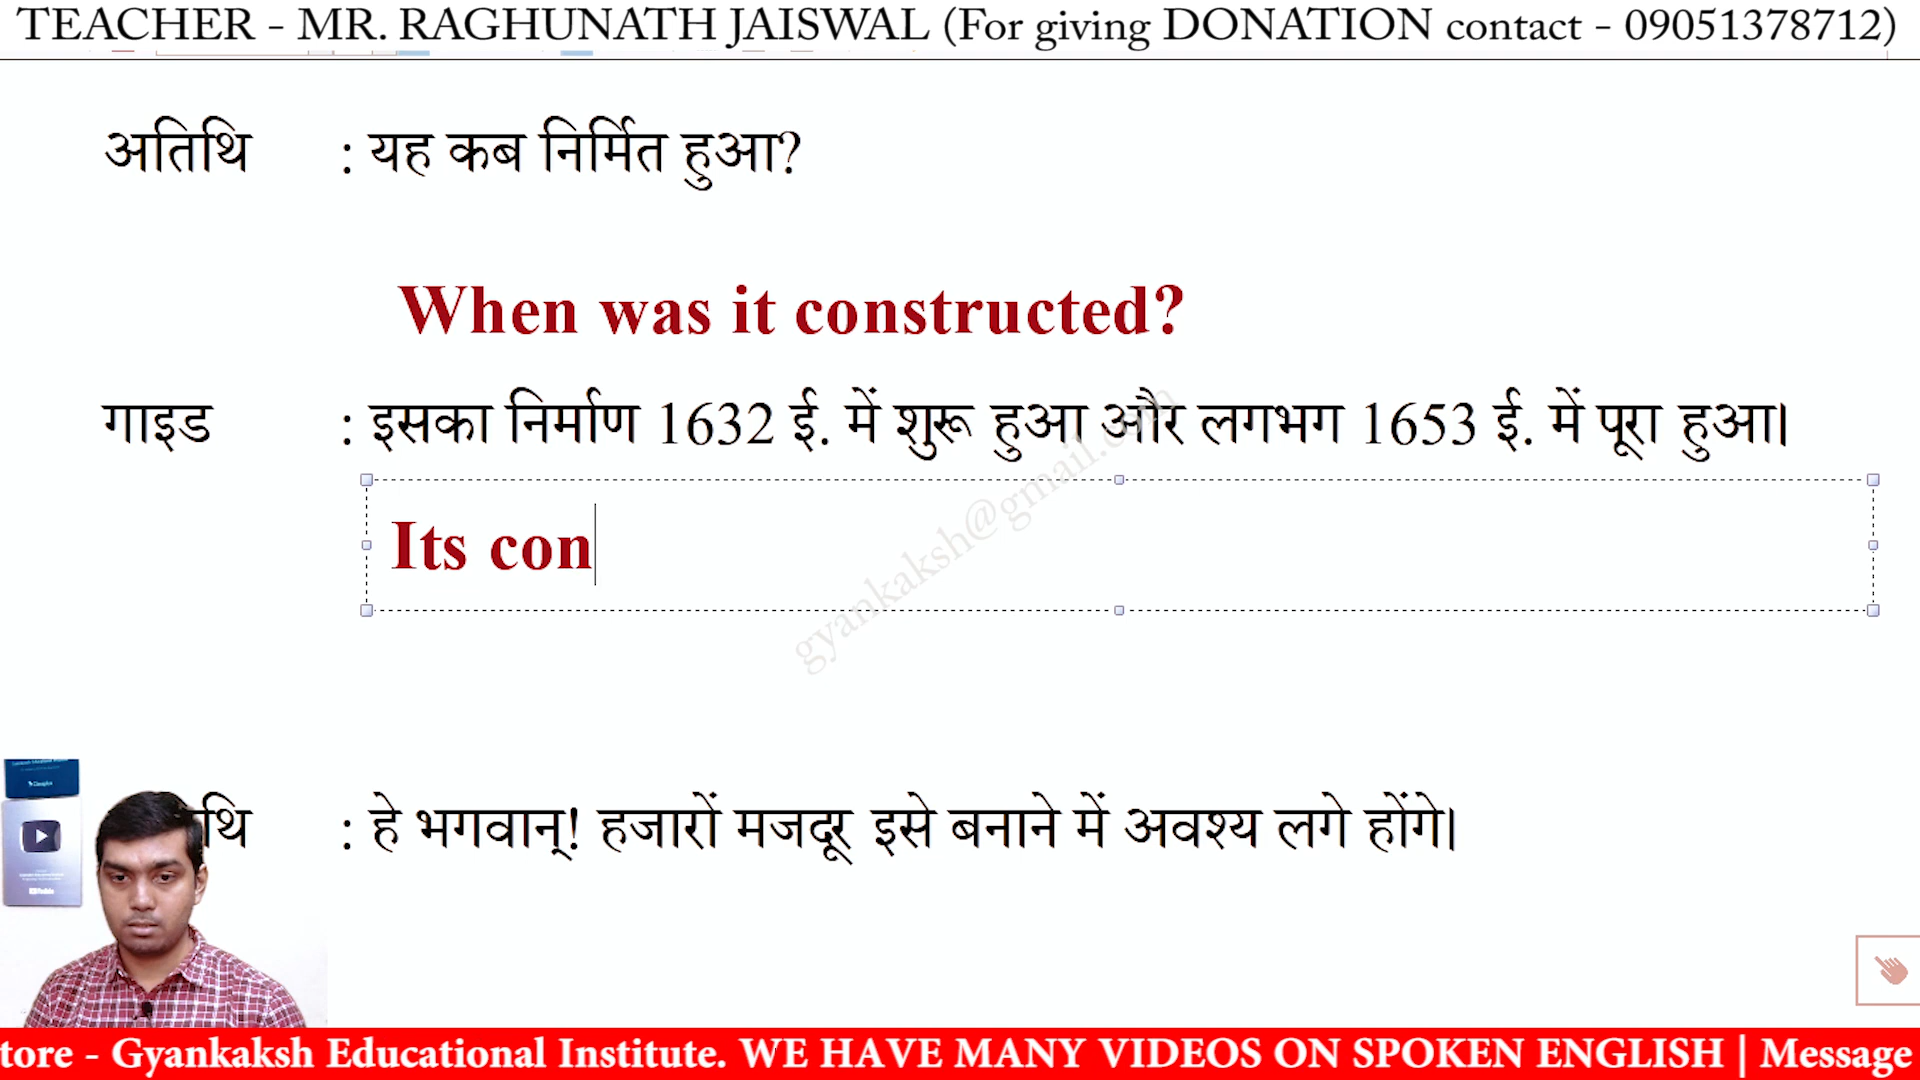 TEACHER - MR. RAGHUNATH JAISWAL (For giving DONATION contact - 09051378712)
अतिथि : यह कब निर्मित हुआ?
When was it constructed?
गाइड : इसका निर्माण 1632 ई. में शुरू हुआ और लगभग 1653 ई. में पूरा हुआ।
Its con
gyankaksh@gmail.com
थि : हे भगवान्! हजारों मजदूर इसे बनाने में अवश्य लगे होंगे।
tore - Gyankaksh Educational Institute. WE HAVE MANY VIDEOS ON SPOKEN ENGLISH | Message